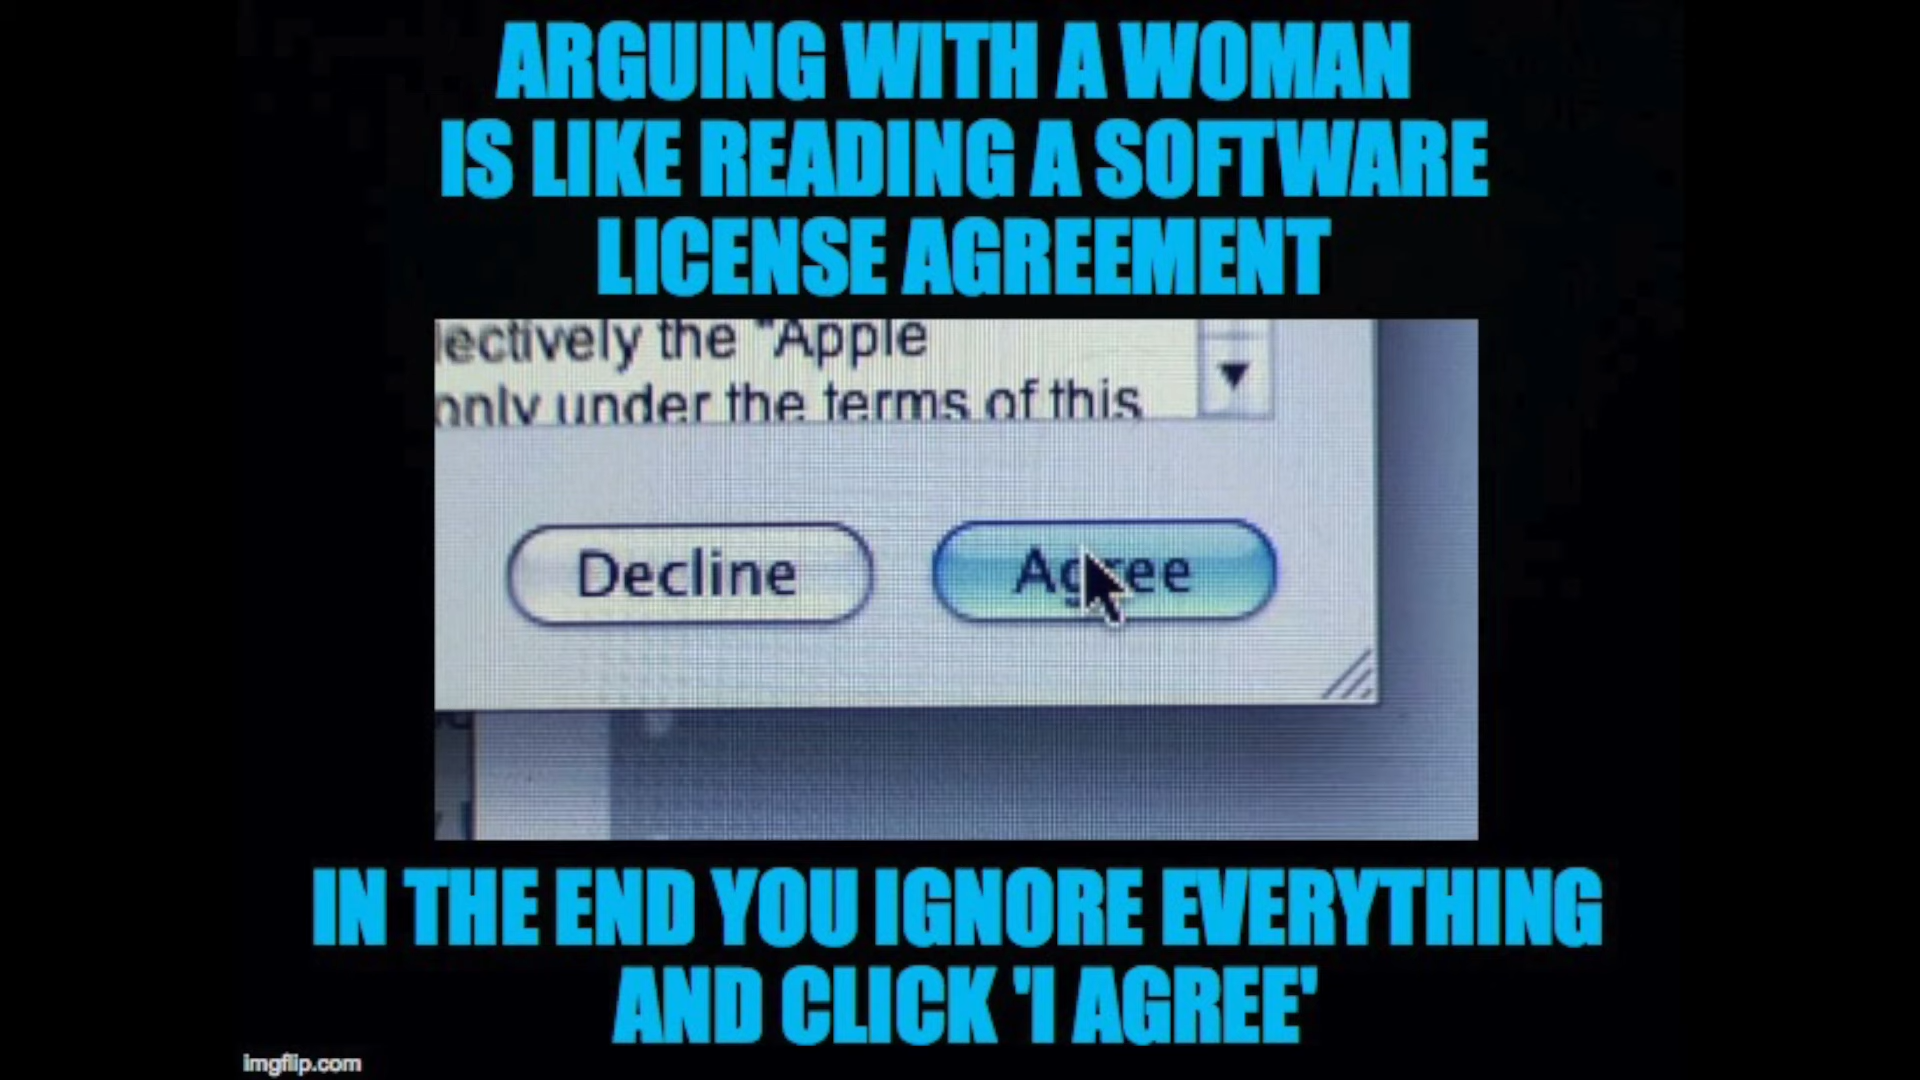 ARGUING WITH A WOMAN
IS LIKE READING A SOFTWARE
LICENSE AGREEMENT
lectively the "Apple
only under the terms of this
Decline
Agree
IN THE END YOU IGNORE EVERYTHING
AND CLICK 'I AGREE'
imgflip.com